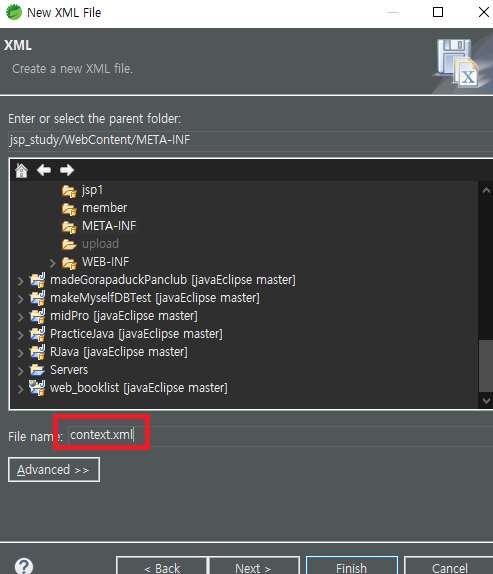 New XML File
XML
Create a new XML file.
Enter or select the parent folder:
jsp_study/WebContent/META-INF
jsp1
member
META-INF
upload
WEB-INF
madeGorapaduckPanclub [javaEclipse master]
makeMyselfDBTest [javaEclipse master]
midPro [javaEclipse master]
PracticeJava [javaEclipse master]
RJava [javaEclipse master]
Servers
web_booklist [javaEclipse master]
File name: context.xml
Advanced >>
? < Back Next > Finish Cancel